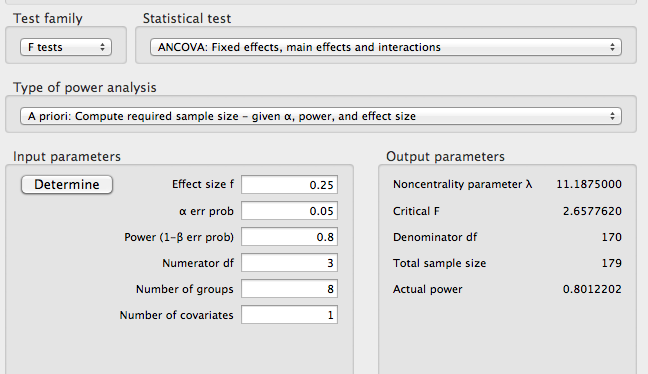 Test family Statistical test
F tests ANCOVA: Fixed effects, main effects and interactions
Type of power analysis
A priori: Compute required sample size – given α, power, and effect size
Input parameters Output parameters
Determine Effect size f 0.25 Noncentrality parameter λ 11.1875000
α err prob 0.05 Critical F 2.6577620
Power (1-β err prob) 0.8 Denominator df 170
Numerator df 3 Total sample size 179
Number of groups 8 Actual power 0.8012202
Number of covariates 1